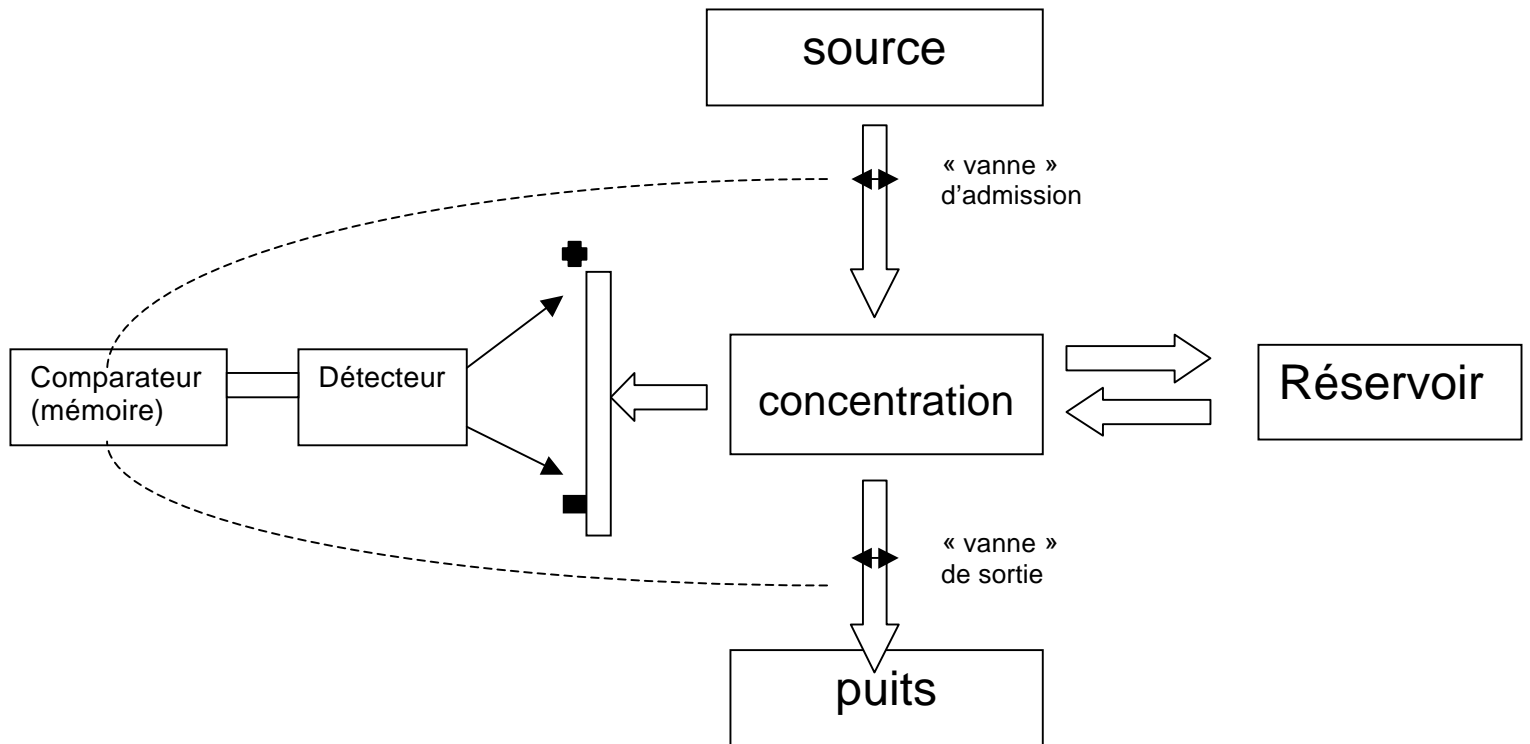 source
« vanne »
d’admission
Comparateur
(mémoire)
Détecteur
concentration
Réservoir
« vanne »
de sortie
puits